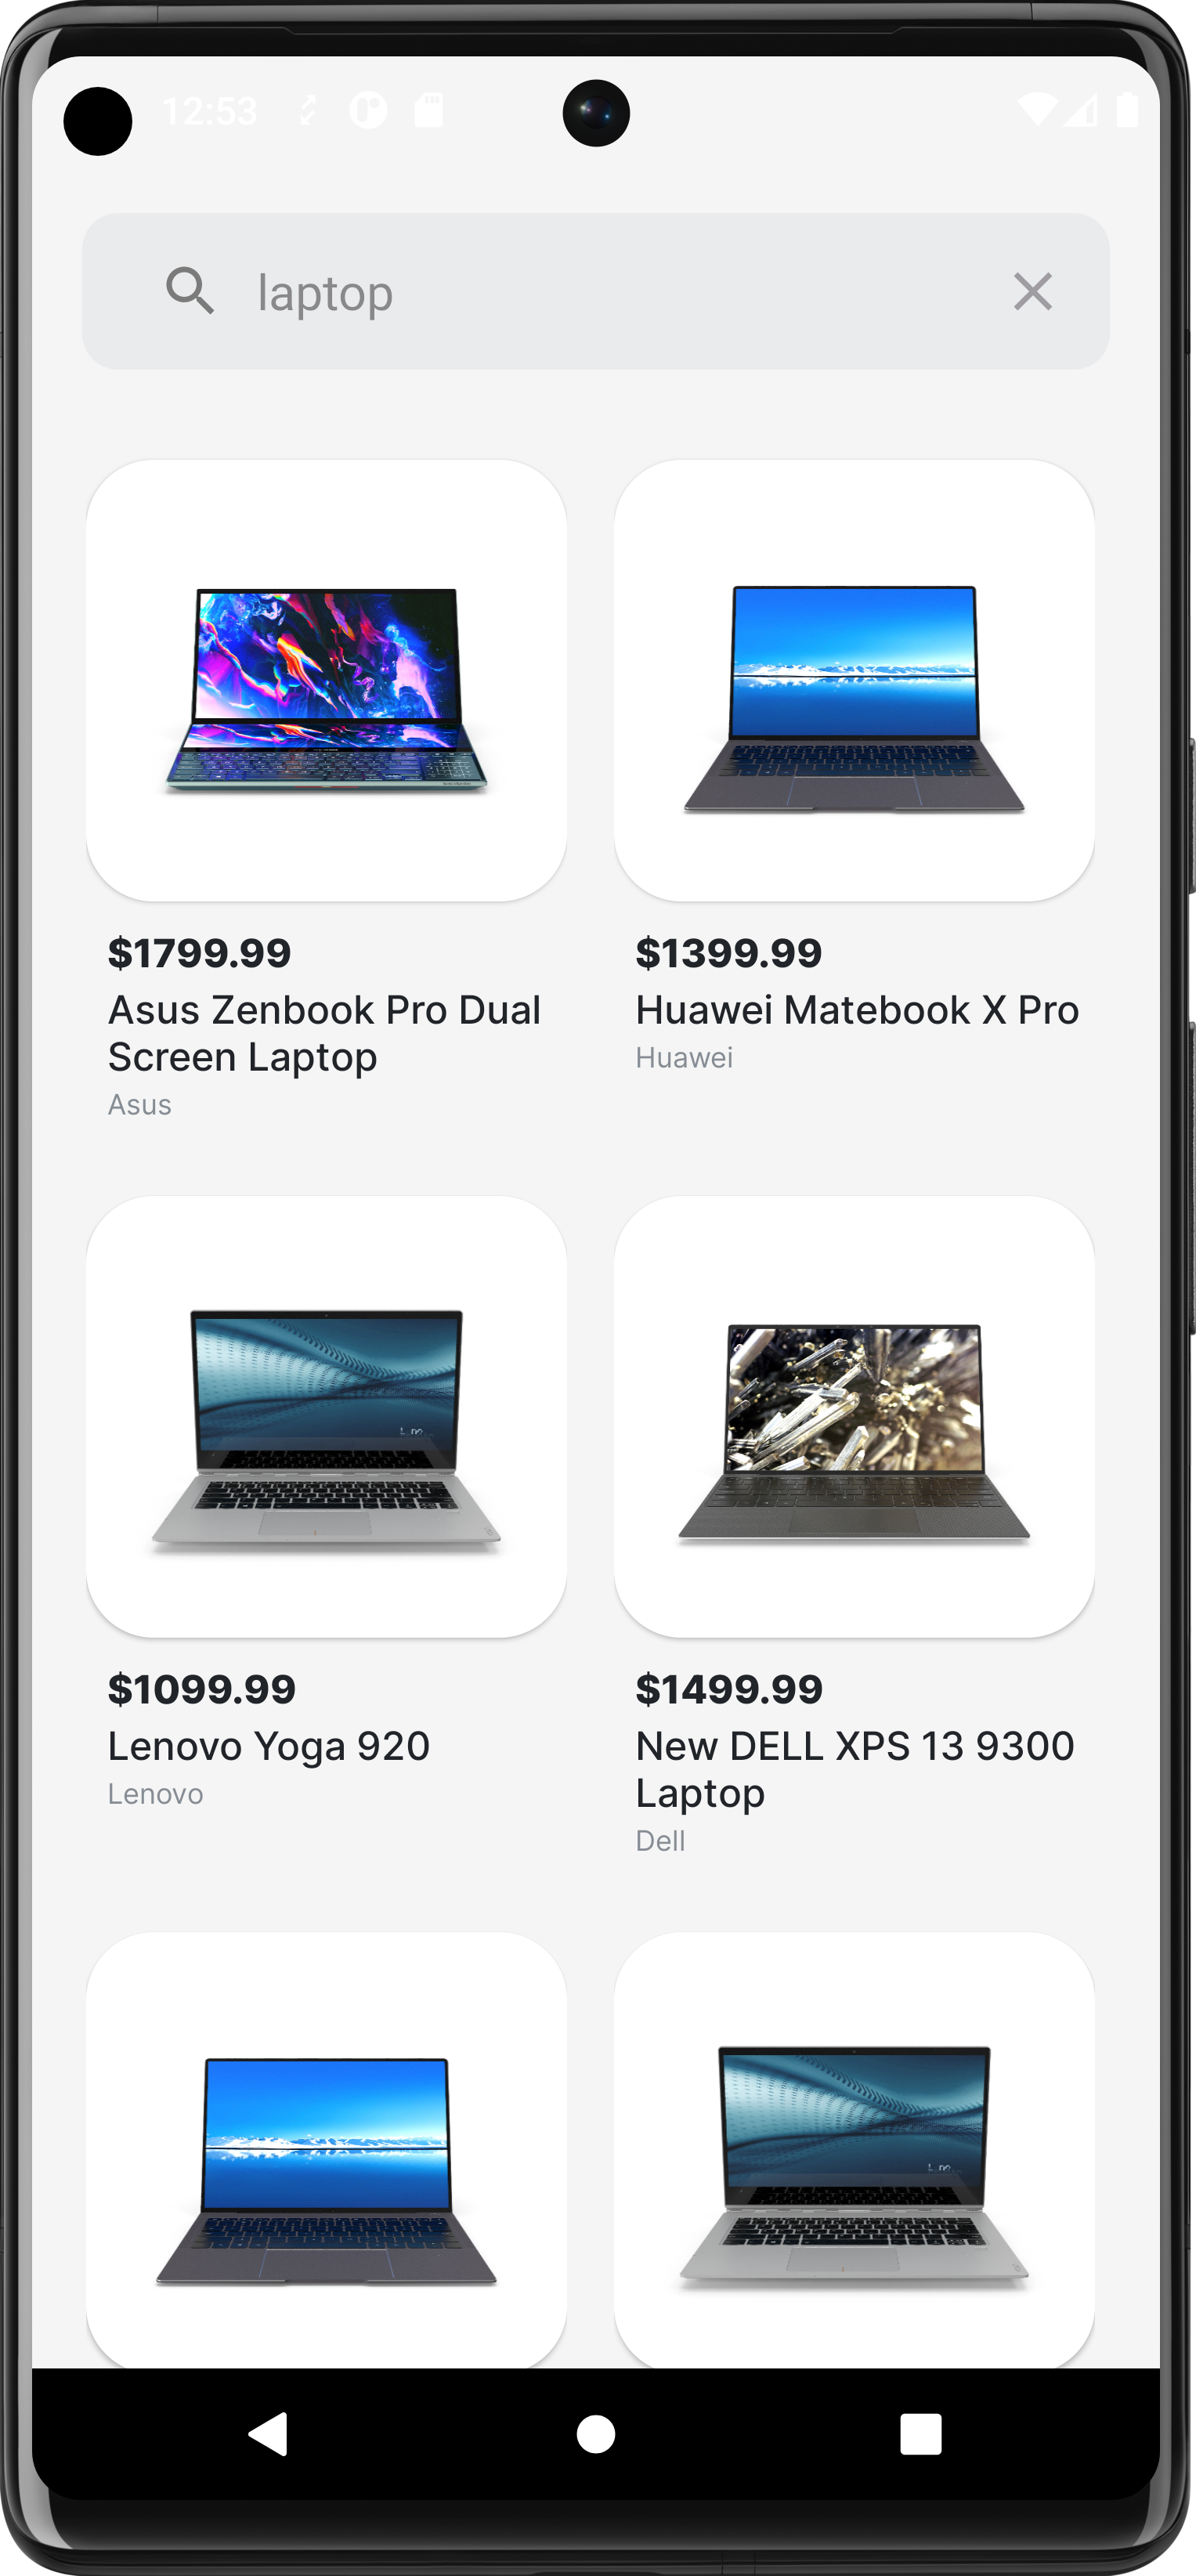 12:53
laptop
$1799.99
Asus Zenbook Pro Dual
Screen Laptop
Asus
$1399.99
Huawei Matebook X Pro
Huawei
$1099.99
Lenovo Yoga 920
Lenovo
$1499.99
New DELL XPS 13 9300
Laptop
Dell